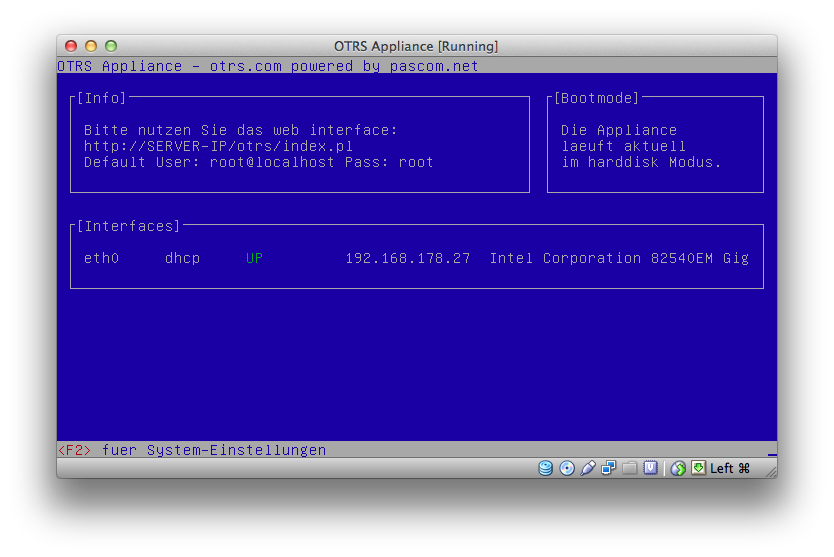 OTRS Appliance [Running]
OTRS Appliance - otrs.com powered by pascom.net
[Info]
Bitte nutzen Sie das web interface:
http://SERVER-IP/otrs/index.pl
Default User: root@localhost Pass: root
[Bootmode]
Die Appliance
laeuft aktuell
im harddisk Modus.
[Interfaces]
eth0 dhcp UP 192.168.178.27 Intel Corporation 82540EM Gig
<F2> fuer System-Einstellungen
Left ⌘